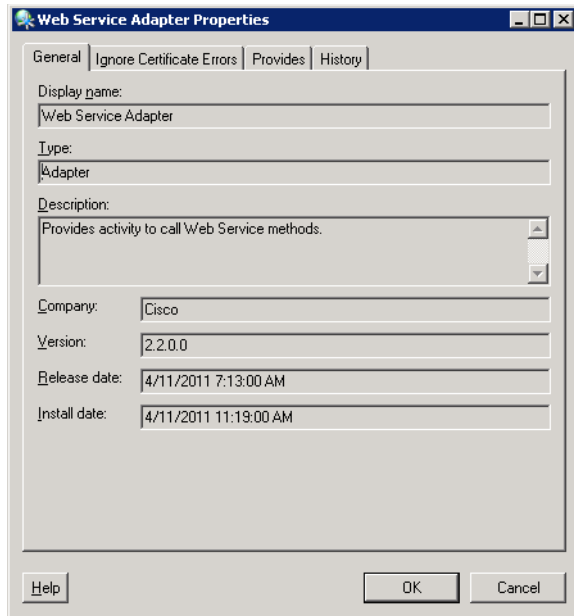 Web Service Adapter Properties
General Ignore Certificate Errors Provides History
Display name:
Web Service Adapter
Type:
Adapter
Description:
Provides activity to call Web Service methods.
Company: Cisco
Version: 2.2.0.0
Release date: 4/11/2011 7:13:00 AM
Install date: 4/11/2011 11:19:00 AM
Help OK Cancel